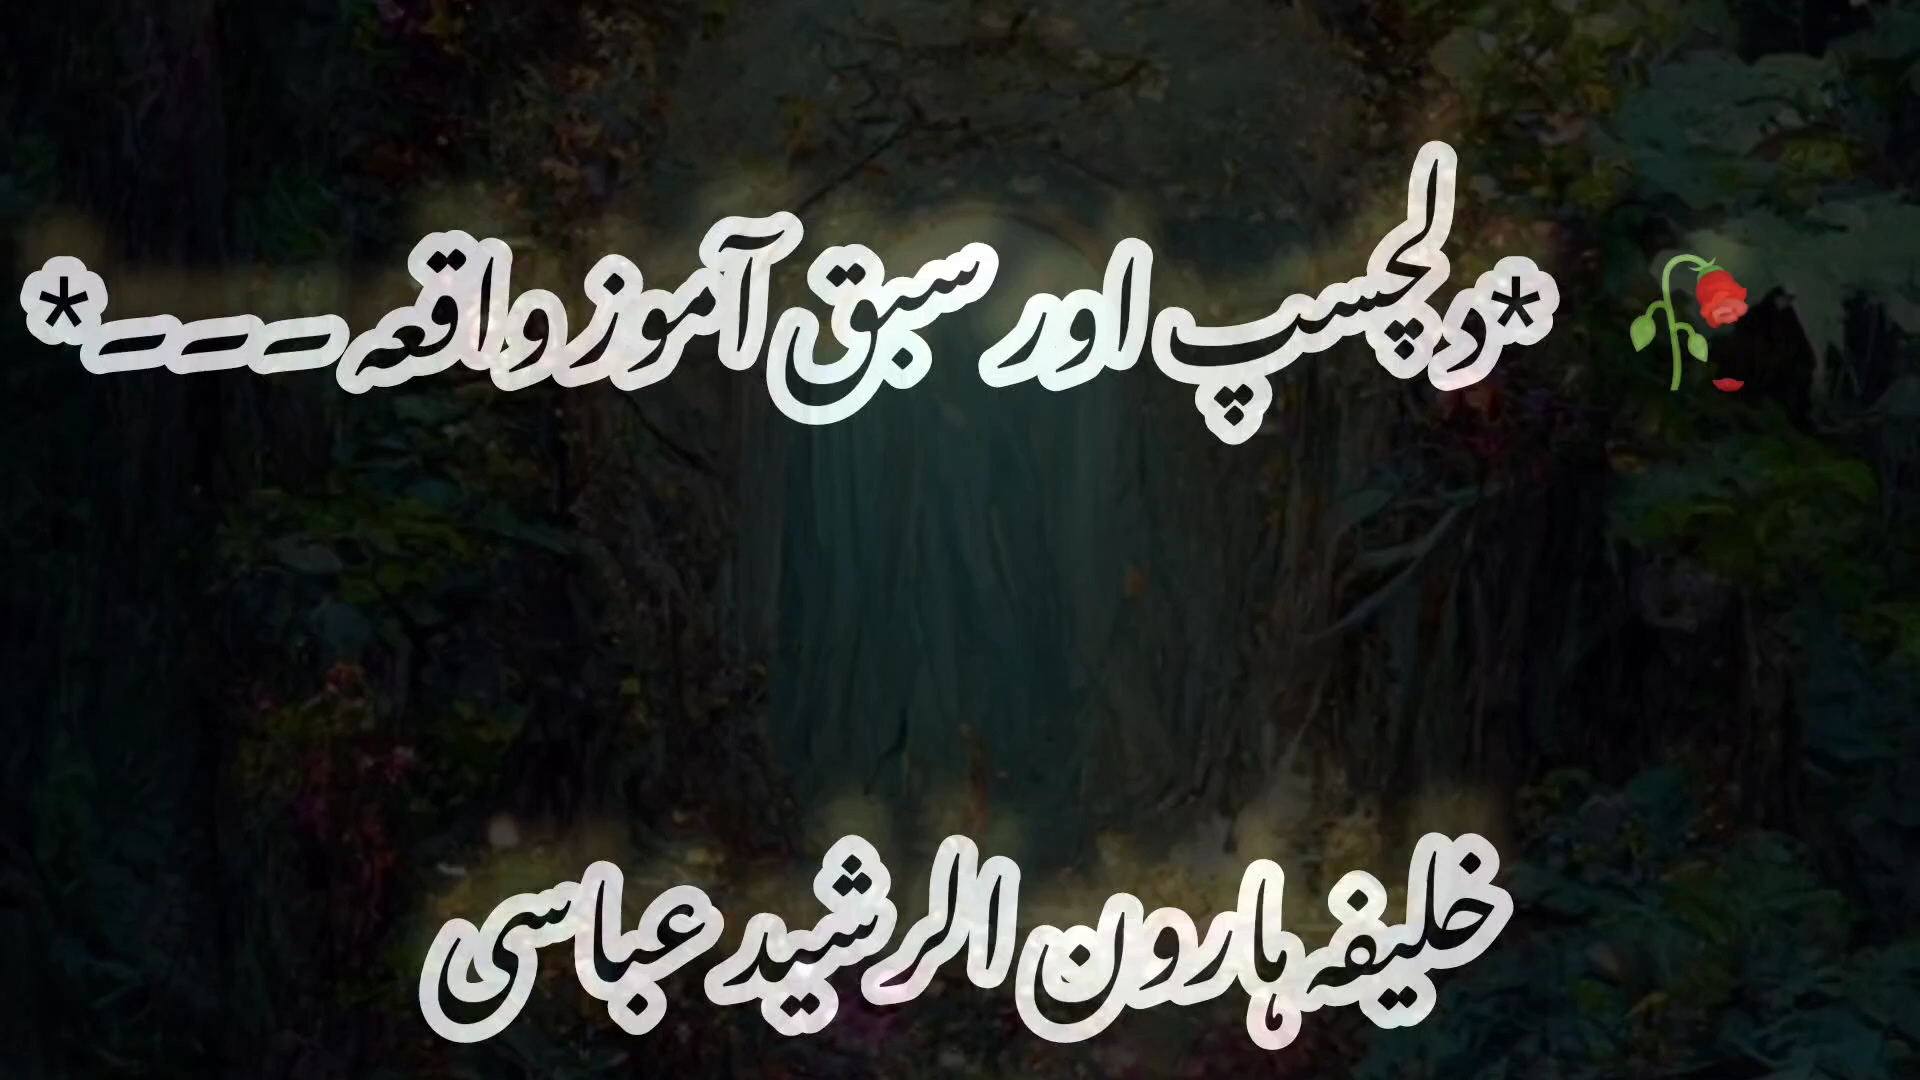 🥀 *دلچسپ اور سبق آموز واقعہ۔۔۔*
خلیفہ ہارون الرشید عباسی